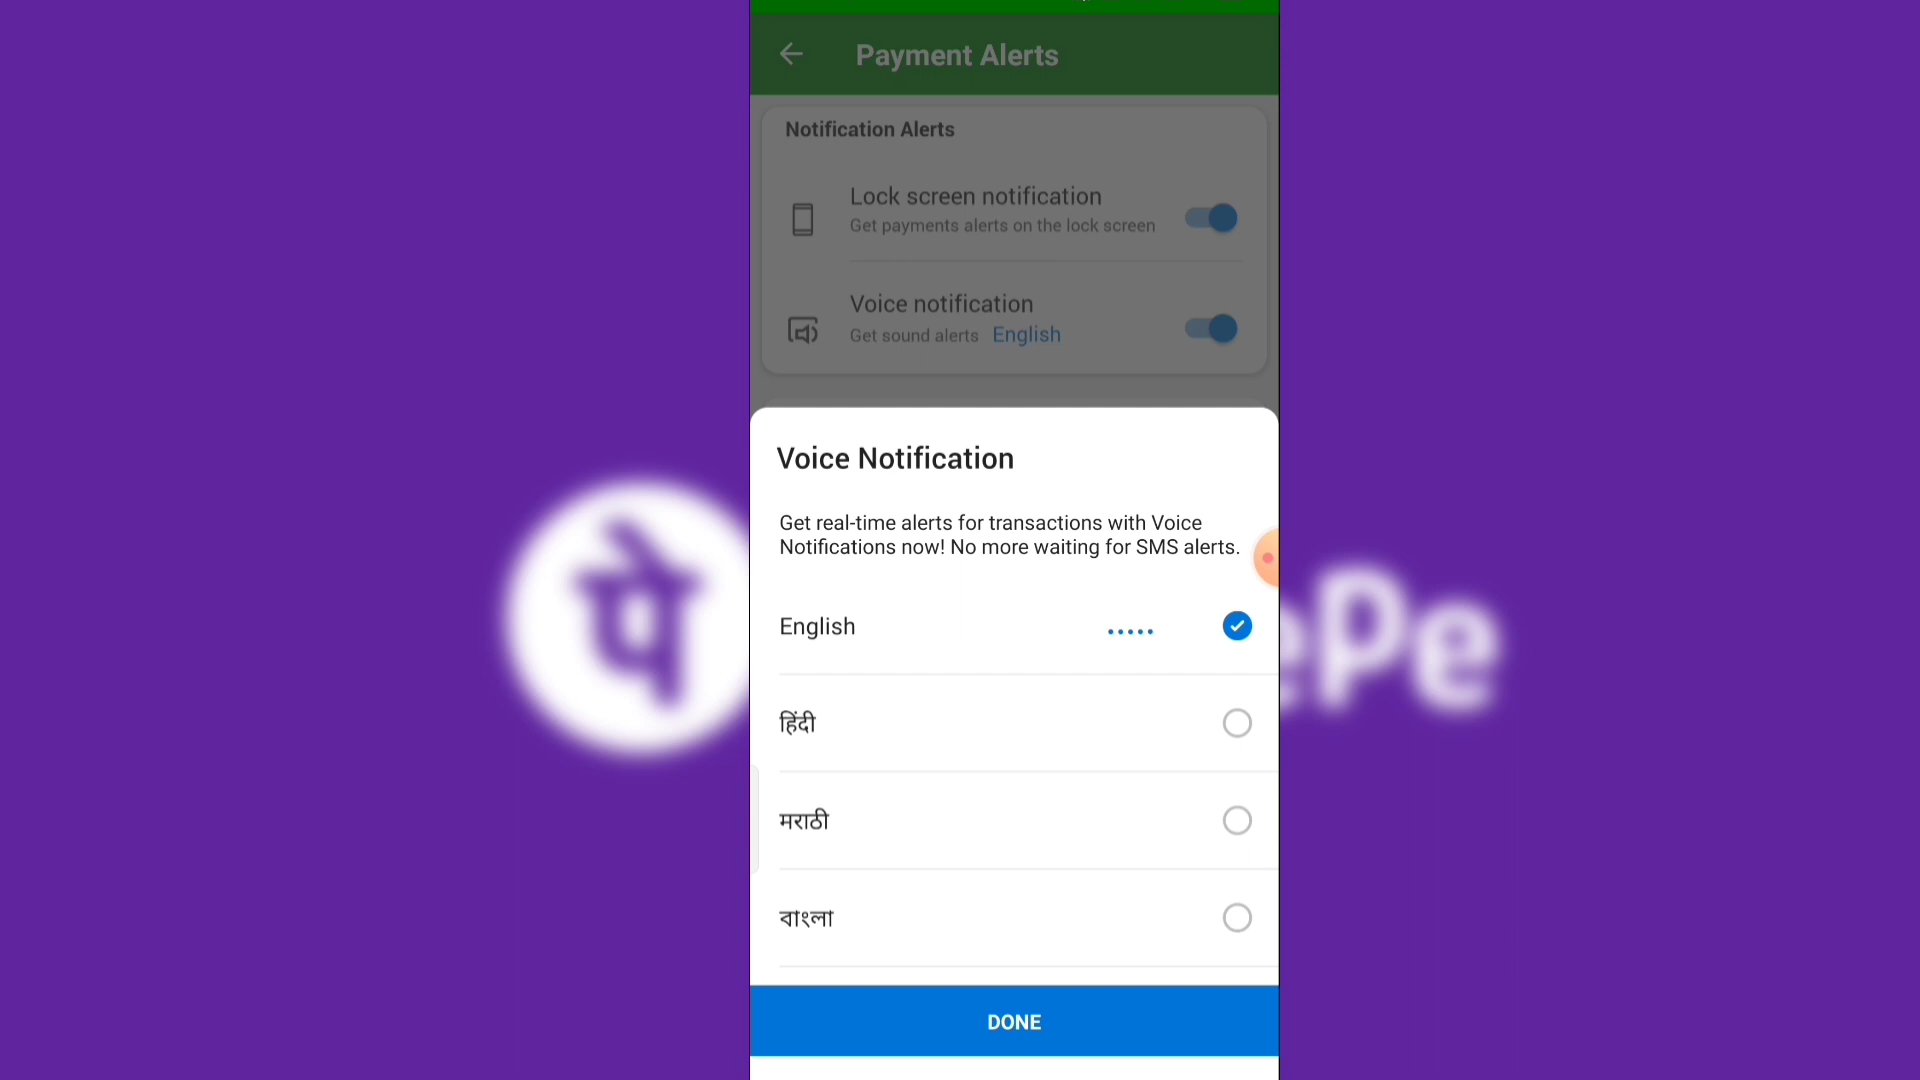 Payment Alerts
Notification Alerts
Lock screen notification
Get payments alerts on the lock screen
Voice notification
Get sound alerts English
Voice Notification
Get real-time alerts for transactions with Voice
Notifications now! No more waiting for SMS alerts.
English
हिंदी
मराठी
বাংলা
DONE
पे
ePe